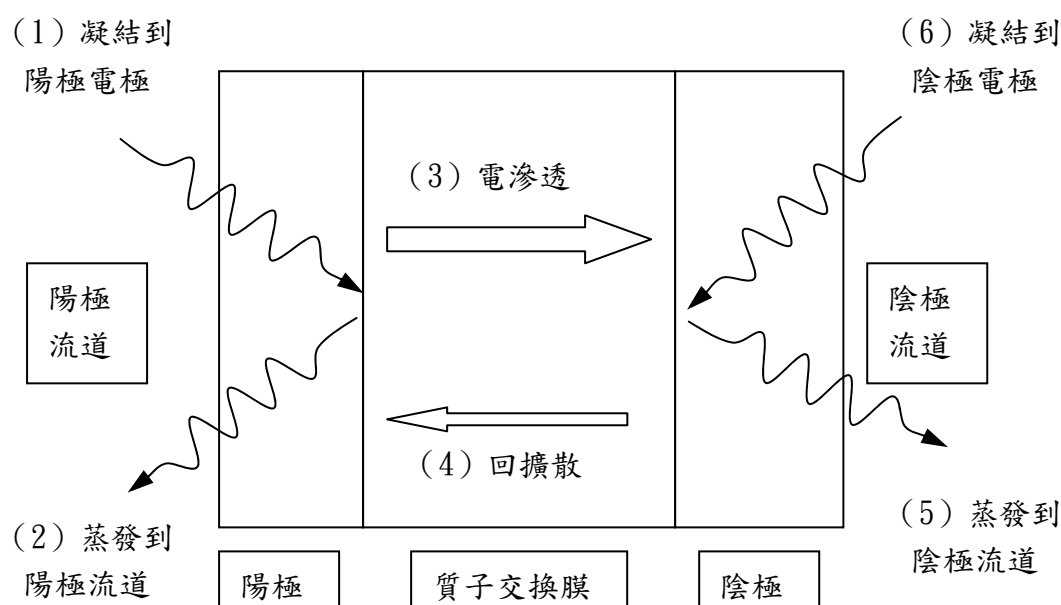 (1)凝結到
陽極電極
(6)凝結到
陰極電極
(3)電滲透
陽極
流道
陰極
流道
(4)回擴散
(2)蒸發到
陽極流道
(5)蒸發到
陰極流道
陽極
質子交換膜
陰極